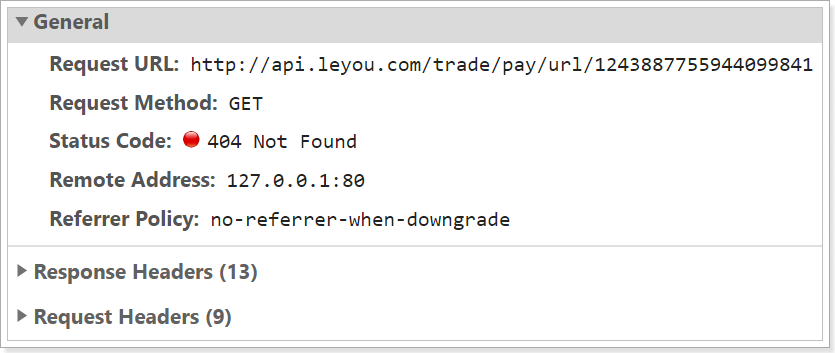 General
Request URL: http://api.leyou.com/trade/pay/url/1243887755944099841
Request Method: GET
Status Code: 404 Not Found
Remote Address: 127.0.0.1:80
Referrer Policy: no-referrer-when-downgrade
Response Headers (13)
Request Headers (9)